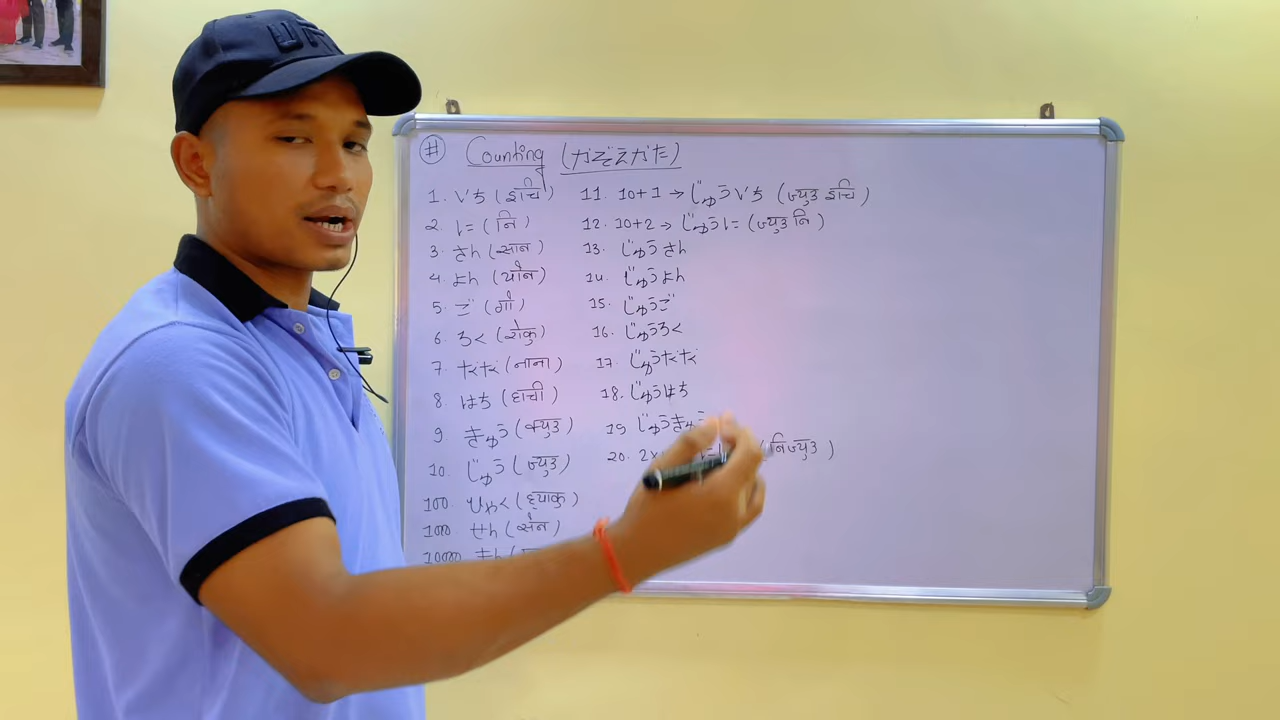 # Counting (かぞえかた)
1. いち (इचि) 11. 10+1 → じゅういち (ज्युउ इचि)
2. に (नि) 12. 10+2 → じゅうに (ज्युउ नि)
3. さん (सान) 13. じゅうさん
4. よん (योन) 14. じゅうよん
5. ご (गो) 15. じゅうご
6. ろく (रोकु) 16. じゅうろく
7. なな (नाना) 17. じゅうなな
8. はち (हाची) 18. じゅうはち
9. きゅう (क्युउ) 19 じゅうきゅう
10. じゅう (ज्युउ) 20. 2× (निज्युउ)
100. ひゃく (ह्याकु)
1000. せん (सेन)